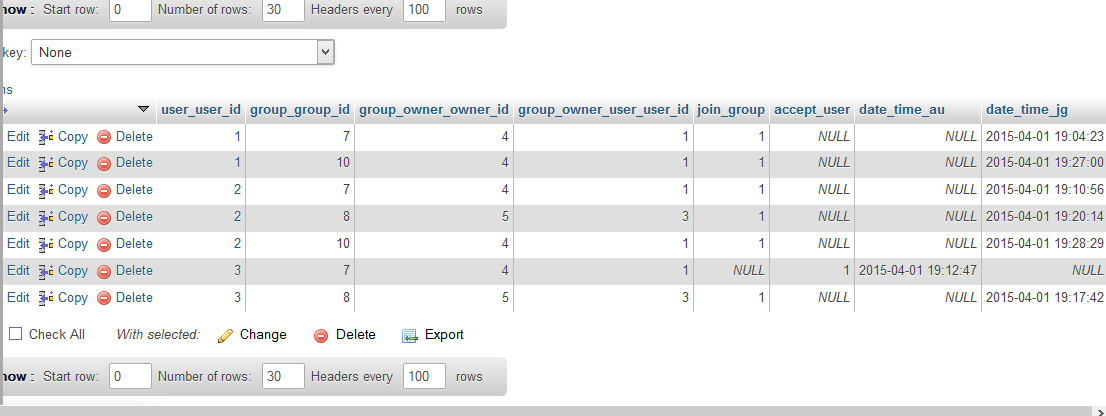 now : Start row: 0 Number of rows: 30 Headers every 100 rows
key: None
ns
user_user_id group_group_id group_owner_owner_id group_owner_user_user_id join_group accept_user date_time_au date_time_jg
Edit Copy Delete 1 7 4 1 1 NULL NULL 2015-04-01 19:04:23
Edit Copy Delete 1 10 4 1 1 NULL NULL 2015-04-01 19:27:00
Edit Copy Delete 2 7 4 1 1 NULL NULL 2015-04-01 19:10:56
Edit Copy Delete 2 8 5 3 1 NULL NULL 2015-04-01 19:20:14
Edit Copy Delete 2 10 4 1 1 NULL NULL 2015-04-01 19:28:29
Edit Copy Delete 3 7 4 1 NULL 1 2015-04-01 19:12:47 NULL
Edit Copy Delete 3 8 5 3 1 NULL NULL 2015-04-01 19:17:42
Check All With selected: Change Delete Export
now : Start row: 0 Number of rows: 30 Headers every 100 rows